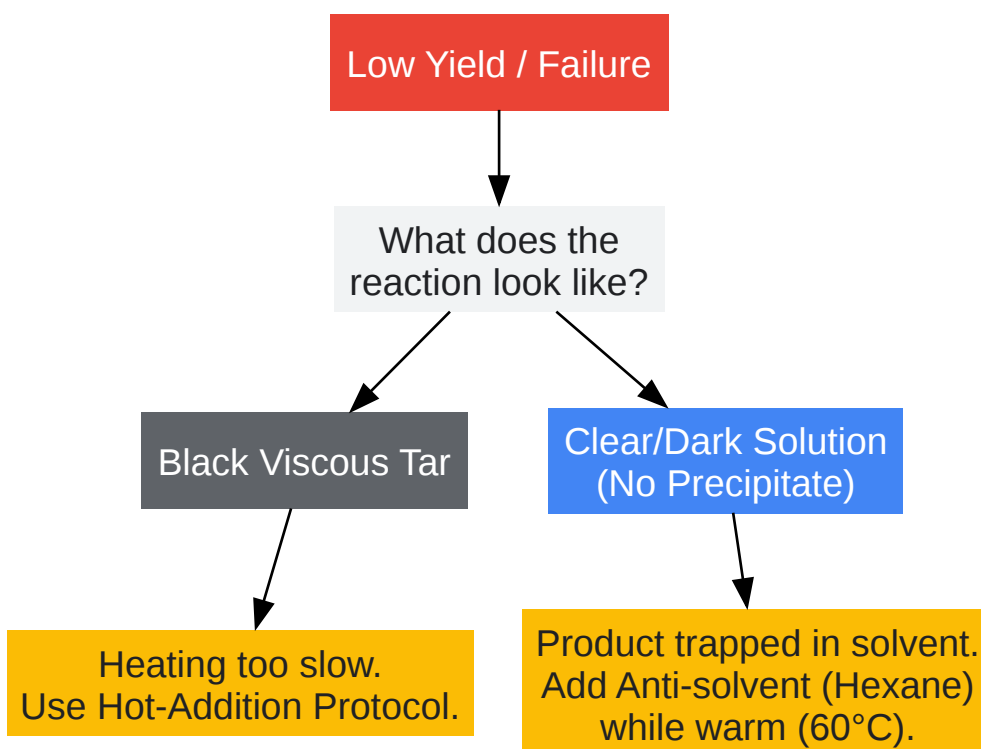 Low Yield / Failure
What does the
reaction look like?
Black Viscous Tar
Clear/Dark Solution
(No Precipitate)
Heating too slow.
Use Hot-Addition Protocol.
Product trapped in solvent.
Add Anti-solvent (Hexane)
while warm (60°C).